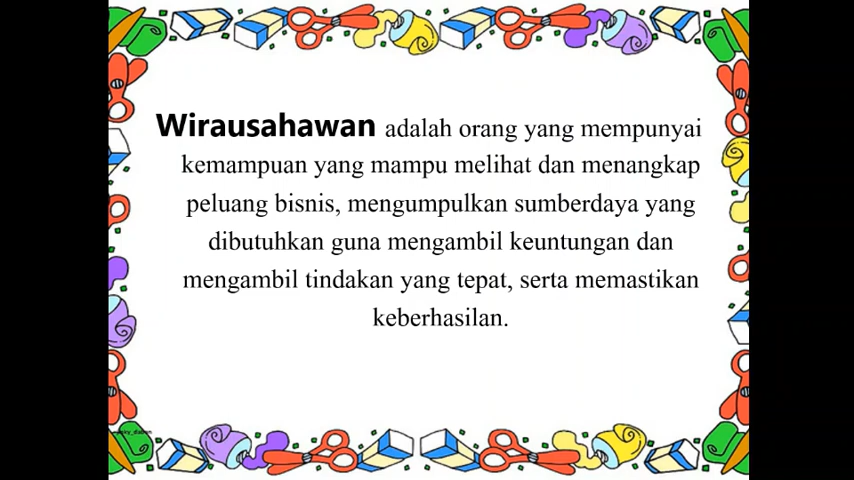 Wirausahawan adalah orang yang mempunyai
kemampuan yang mampu melihat dan menangkap
peluang bisnis, mengumpulkan sumberdaya yang
dibutuhkan guna mengambil keuntungan dan
mengambil tindakan yang tepat, serta memastikan
keberhasilan.